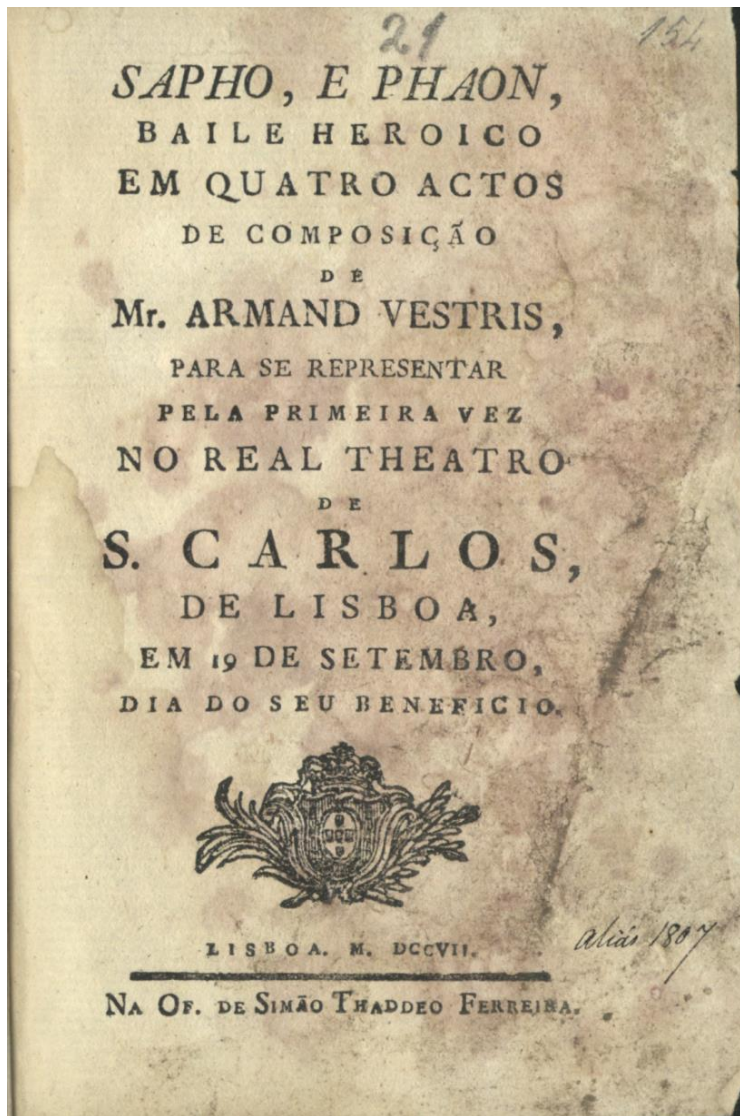 21
154
SAPHO, E PHAON,
BAILE HEROICO
EM QUATRO ACTOS
DE COMPOSIÇÃO
DE
Mr. ARMAND VESTRIS,
PARA SE REPRESENTAR
PELA PRIMEIRA VEZ
NO REAL THEATRO
DE
S. CARLOS,
DE LISBOA,
EM 19 DE SETEMBRO,
DIA DO SEU BENEFICIO.
LISBOA. M. DCCVII.
aliás 1807
NA OF. DE SIMÃO THADDEO FERREIRA.